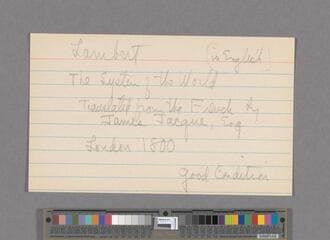 Lambert (in English)
The System of the World
Translated from the French by
James Jacque, Esq
London 1800
Good Condition